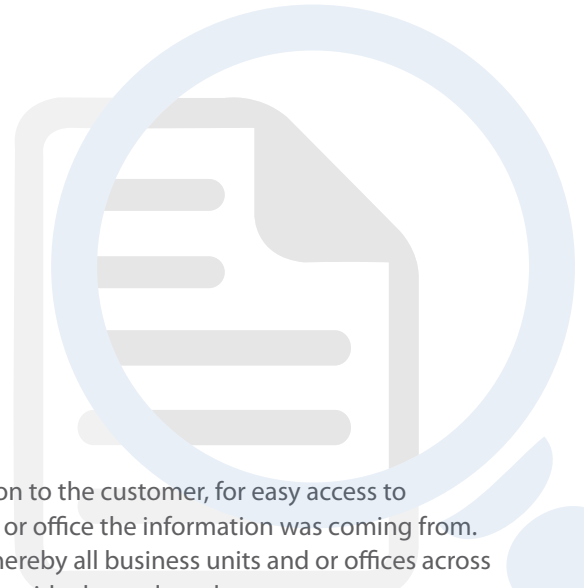 on to the customer, for easy access to
or office the information was coming from.
hereby all business units and or offices across